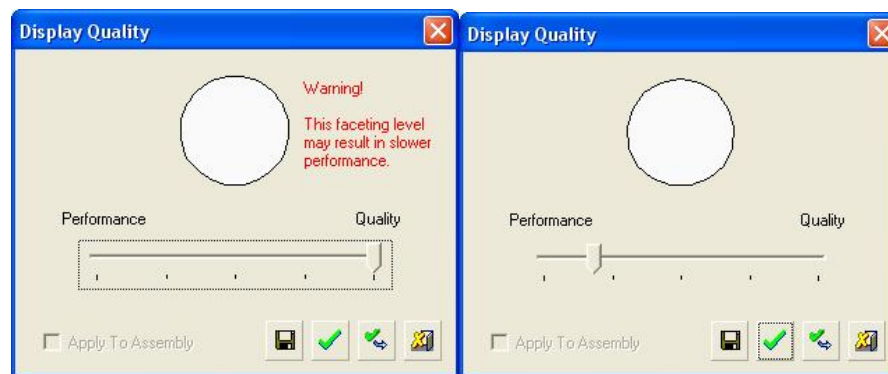 Display Quality
Warning!
This faceting level
may result in slower
performance.
Performance Quality
Apply To Assembly
Display Quality
Performance Quality
Apply To Assembly